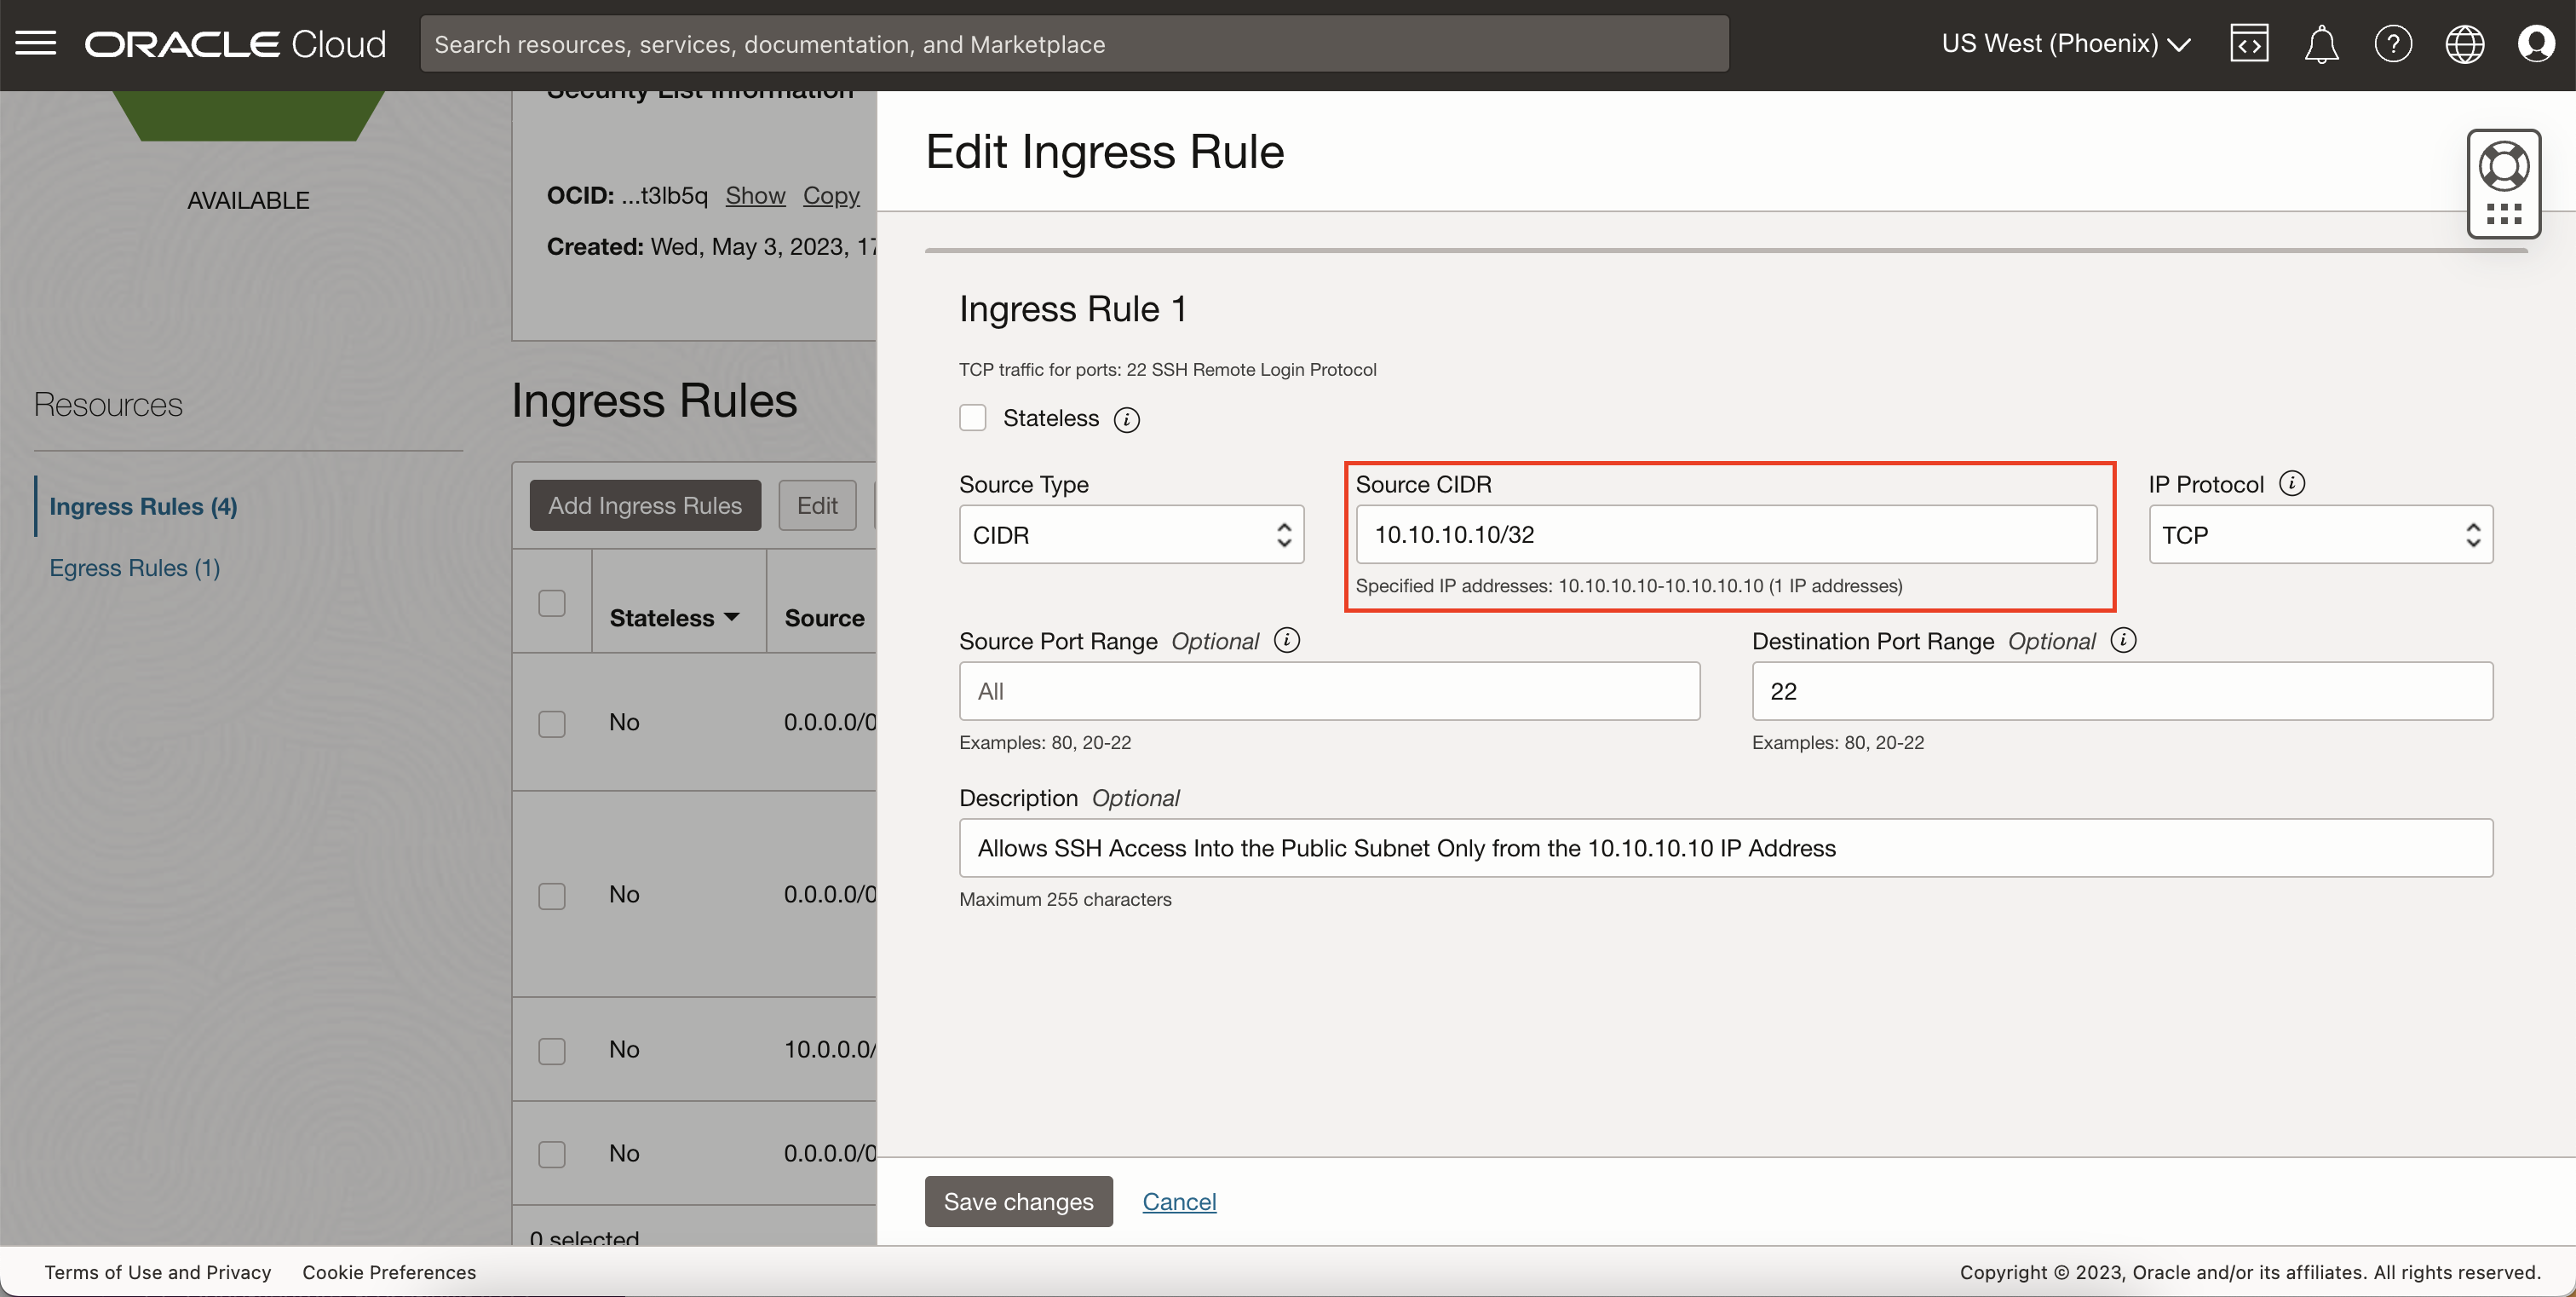 ORACLE Cloud
Search resources, services, documentation, and Marketplace
US West (Phoenix)
AVAILABLE
Resources
Ingress Rules (4)
Egress Rules (1)
Security List Information
OCID: ...t3lb5q Show Copy
Created: Wed, May 3, 2023, 17
Ingress Rules
Add Ingress Rules Edit
Stateless Source
No 0.0.0.0/0
No 0.0.0.0/0
No 10.0.0.0/
No 0.0.0.0/0
0 selected
Edit Ingress Rule
Ingress Rule 1
TCP traffic for ports: 22 SSH Remote Login Protocol
Stateless
Source Type
CIDR
Source CIDR
10.10.10.10/32
Specified IP addresses: 10.10.10.10-10.10.10.10 (1 IP addresses)
IP Protocol
TCP
Source Port Range Optional
All
Examples: 80, 20-22
Destination Port Range Optional
22
Examples: 80, 20-22
Description Optional
Allows SSH Access Into the Public Subnet Only from the 10.10.10.10 IP Address
Maximum 255 characters
Save changes Cancel
Terms of Use and Privacy Cookie Preferences
Copyright © 2023, Oracle and/or its affiliates. All rights reserved.